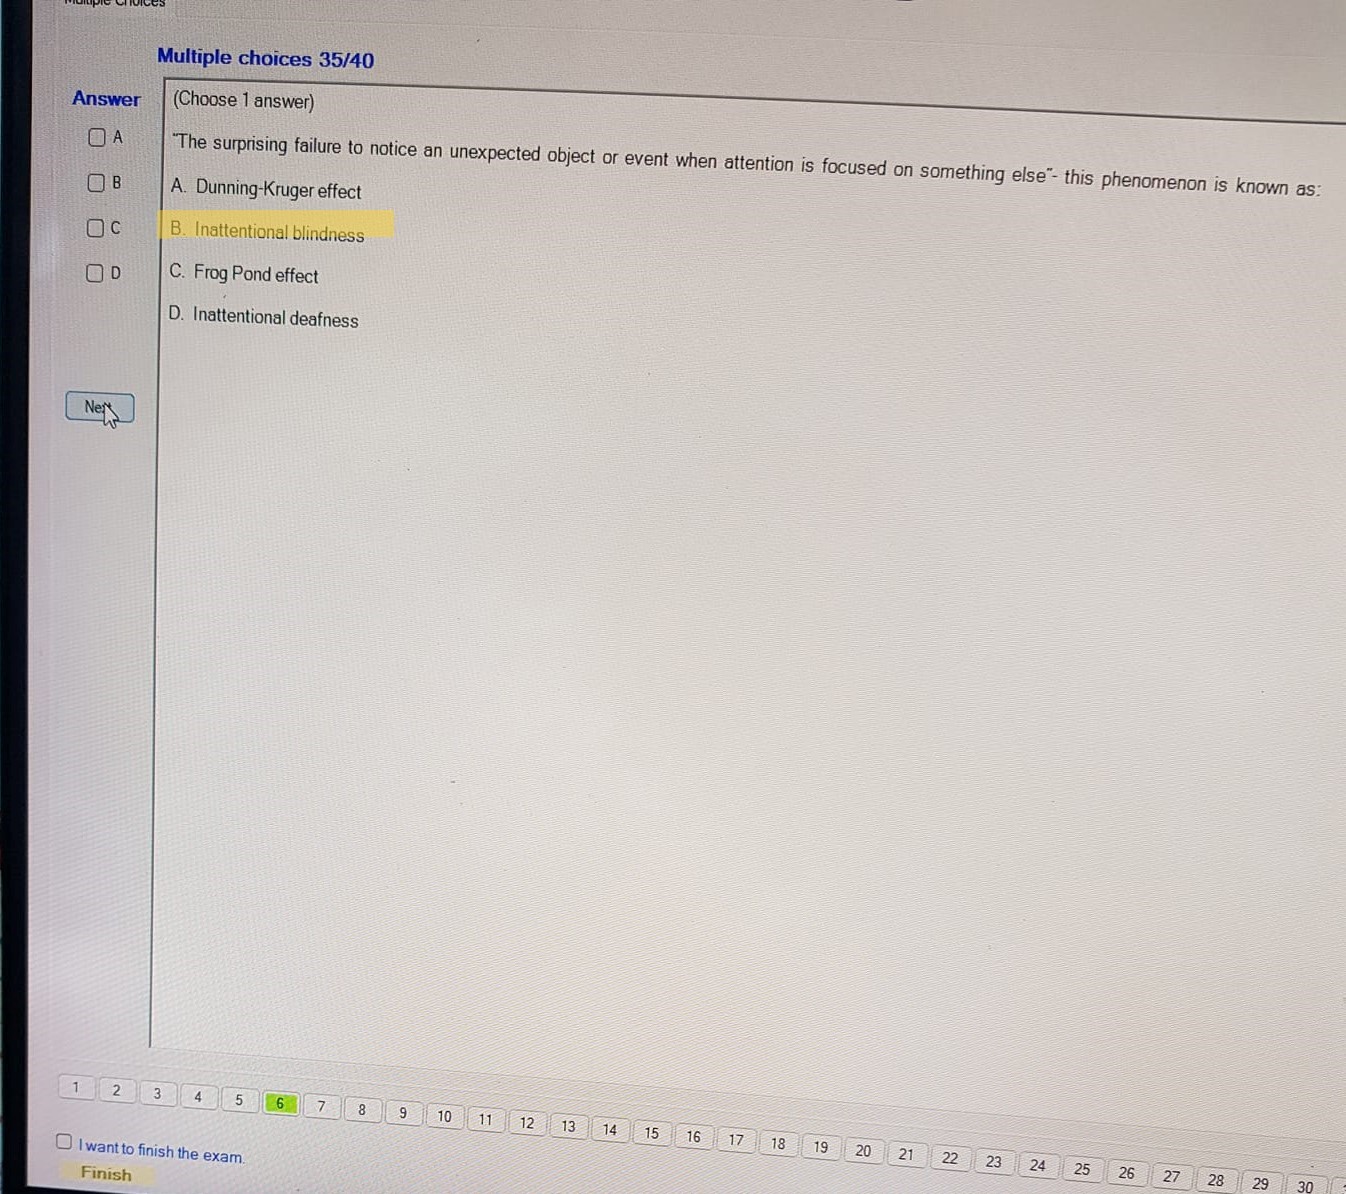 Multiple Choices
Multiple choices 35/40
Answer
(Choose 1 answer)
A
"The surprising failure to notice an unexpected object or event when attention is focused on something else"- this phenomenon is known as:
B
A. Dunning-Kruger effect
C
B. Inattentional blindness
D
C. Frog Pond effect
D. Inattentional deafness
Next
1 2 3 4 5 6 7 8 9 10 11 12 13 14 15 16 17 18 19 20 21 22 23 24 25 26 27 28 29 30
I want to finish the exam.
Finish